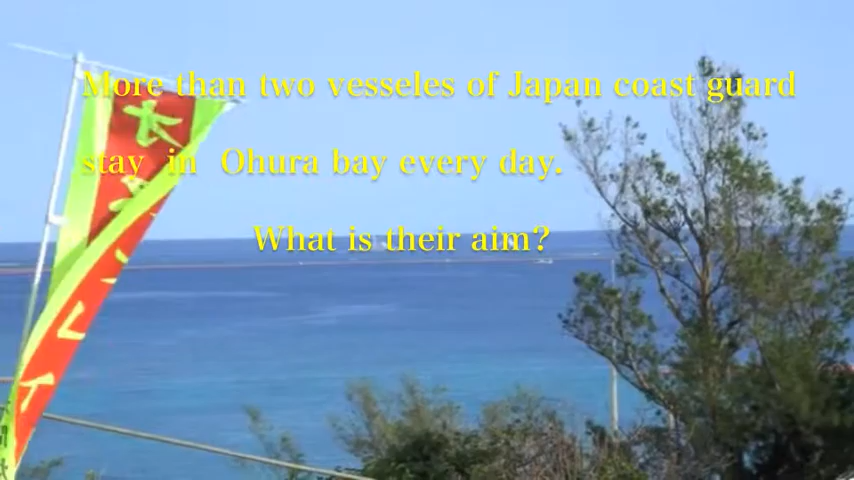 More than two vesseles of Japan coast guard
stay in Ohura bay every day.
What is their aim?